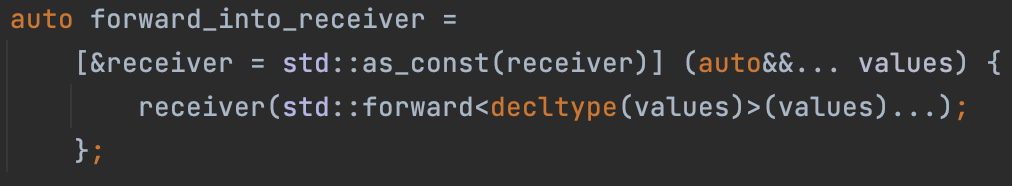 auto forward_into_receiver =
    [&receiver = std::as_const(receiver)] (auto&&... values) {
        receiver(std::forward<decltype(values)>(values)...);
    };